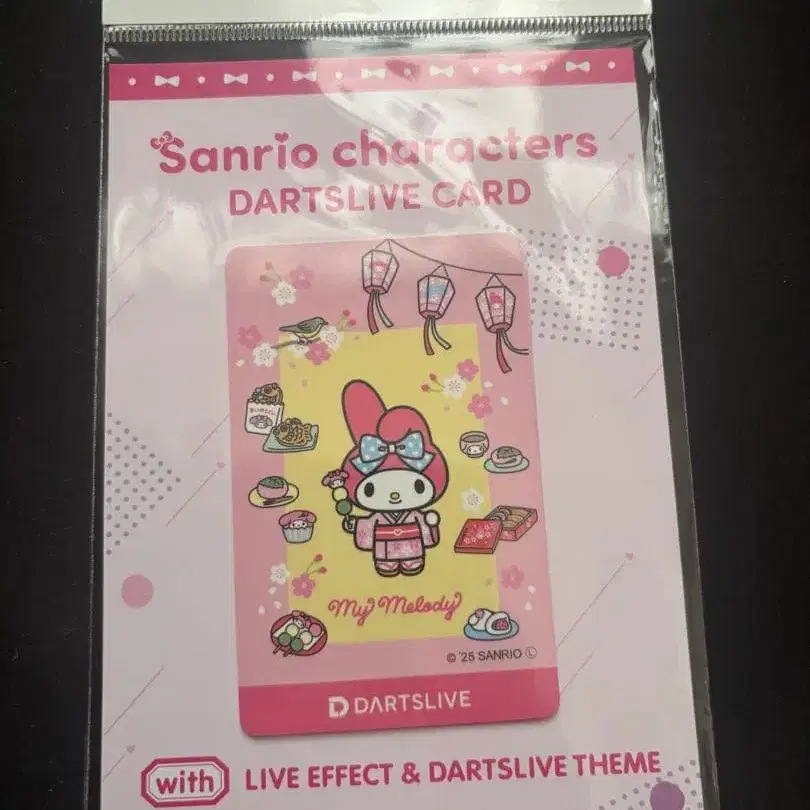 Sanrio characters
DARTSLIVE CARD
My Melody
© '25 SANRIO Ⓛ
DARTSLIVE
with LIVE EFFECT & DARTSLIVE THEME